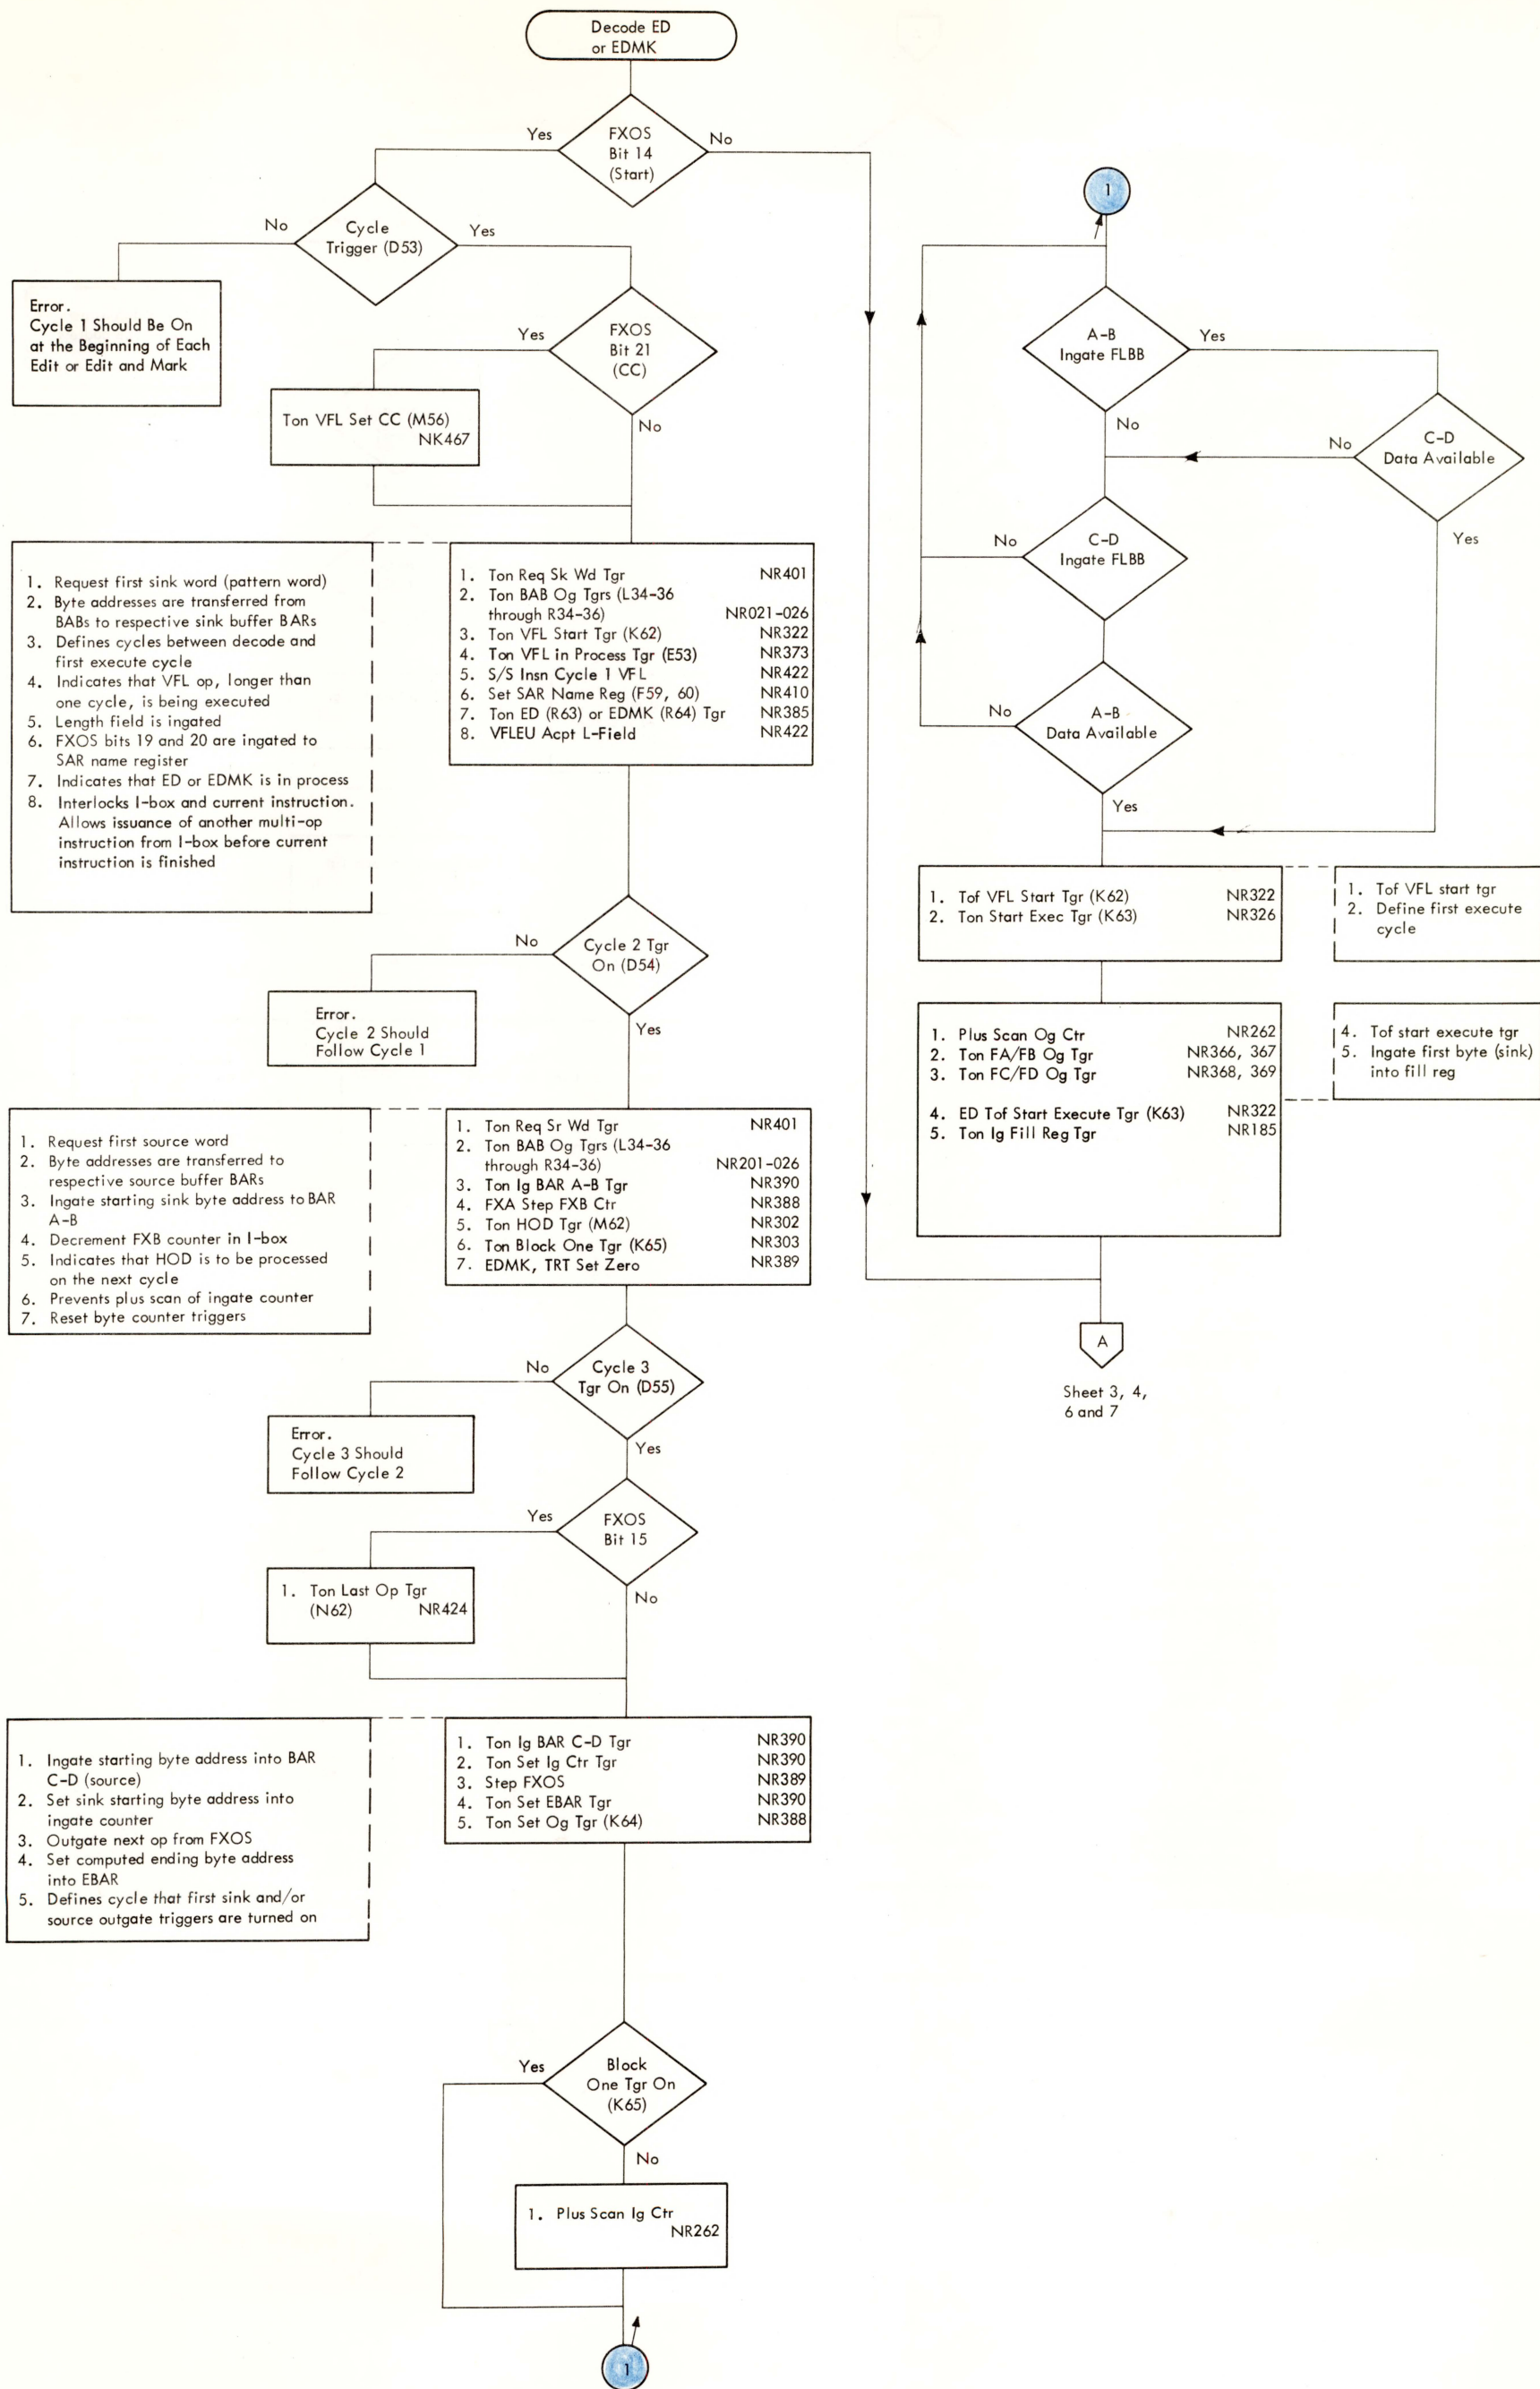 Decode ED
or EDMK
FXOS
Bit 14
(Start)
Yes
No
Cycle
Trigger (D53)
No
Yes
Error.
Cycle 1 Should Be On
at the Beginning of Each
Edit or Edit and Mark
FXOS
Bit 21
(CC)
Yes
No
Ton VFL Set CC (M56)
NK467
1. Request first sink word (pattern word)
2. Byte addresses are transferred from
BABs to respective sink buffer BARs
3. Defines cycles between decode and
first execute cycle
4. Indicates that VFL op, longer than
one cycle, is being executed
5. Length field is ingated
6. FXOS bits 19 and 20 are ingated to
SAR name register
7. Indicates that ED or EDMK is in process
8. Interlocks I-box and current instruction.
Allows issuance of another multi-op
instruction from I-box before current
instruction is finished
1. Ton Req Sk Wd Tgr NR401
2. Ton BAB Og Tgrs (L34-36
through R34-36) NR021-026
3. Ton VFL Start Tgr (K62) NR322
4. Ton VFL in Process Tgr (E53) NR373
5. S/S Insn Cycle 1 VFL NR422
6. Set SAR Name Reg (F59, 60) NR410
7. Ton ED (R63) or EDMK (R64) Tgr NR385
8. VFLEU Acpt L-Field NR422
Cycle 2 Tgr
On (D54)
No
Yes
Error.
Cycle 2 Should
Follow Cycle 1
1. Request first source word
2. Byte addresses are transferred to
respective source buffer BARs
3. Ingate starting sink byte address to BAR
A-B
4. Decrement FXB counter in I-box
5. Indicates that HOD is to be processed
on the next cycle
6. Prevents plus scan of ingate counter
7. Reset byte counter triggers
1. Ton Req Sr Wd Tgr NR401
2. Ton BAB Og Tgrs (L34-36
through R34-36) NR201-026
3. Ton Ig BAR A-B Tgr NR390
4. FXA Step FXB Ctr NR388
5. Ton HOD Tgr (M62) NR302
6. Ton Block One Tgr (K65) NR303
7. EDMK, TRT Set Zero NR389
Cycle 3
Tgr On (D55)
No
Yes
Error.
Cycle 3 Should
Follow Cycle 2
FXOS
Bit 15
Yes
No
1. Ton Last Op Tgr
(N62) NR424
1. Ingate starting byte address into BAR
C-D (source)
2. Set sink starting byte address into
ingate counter
3. Outgate next op from FXOS
4. Set computed ending byte address
into EBAR
5. Defines cycle that first sink and/or
source outgate triggers are turned on
1. Ton Ig BAR C-D Tgr NR390
2. Ton Set Ig Ctr Tgr NR390
3. Step FXOS NR389
4. Ton Set EBAR Tgr NR390
5. Ton Set Og Tgr (K64) NR388
Block
One Tgr On
(K65)
Yes
No
1. Plus Scan Ig Ctr
NR262
1
1
A-B
Ingate FLBB
Yes
No
C-D
Data Available
No
Yes
C-D
Ingate FLBB
No
A-B
Data Available
No
Yes
1. Tof VFL Start Tgr (K62) NR322
2. Ton Start Exec Tgr (K63) NR326
1. Tof VFL start tgr
2. Define first execute
cycle
1. Plus Scan Og Ctr NR262
2. Ton FA/FB Og Tgr NR366, 367
3. Ton FC/FD Og Tgr NR368, 369
4. ED Tof Start Execute Tgr (K63) NR322
5. Ton Ig Fill Reg Tgr NR185
4. Tof start execute tgr
5. Ingate first byte (sink)
into fill reg
A
Sheet 3, 4,
6 and 7